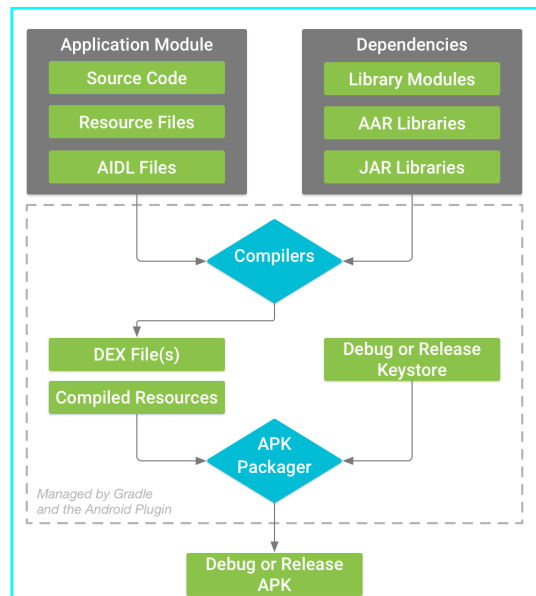 Application Module
Source Code
Resource Files
AIDL Files
Dependencies
Library Modules
AAR Libraries
JAR Libraries
Compilers
DEX File(s)
Compiled Resources
Debug or Release
Keystore
APK
Packager
Managed by Gradle
and the Android Plugin
Debug or Release
APK